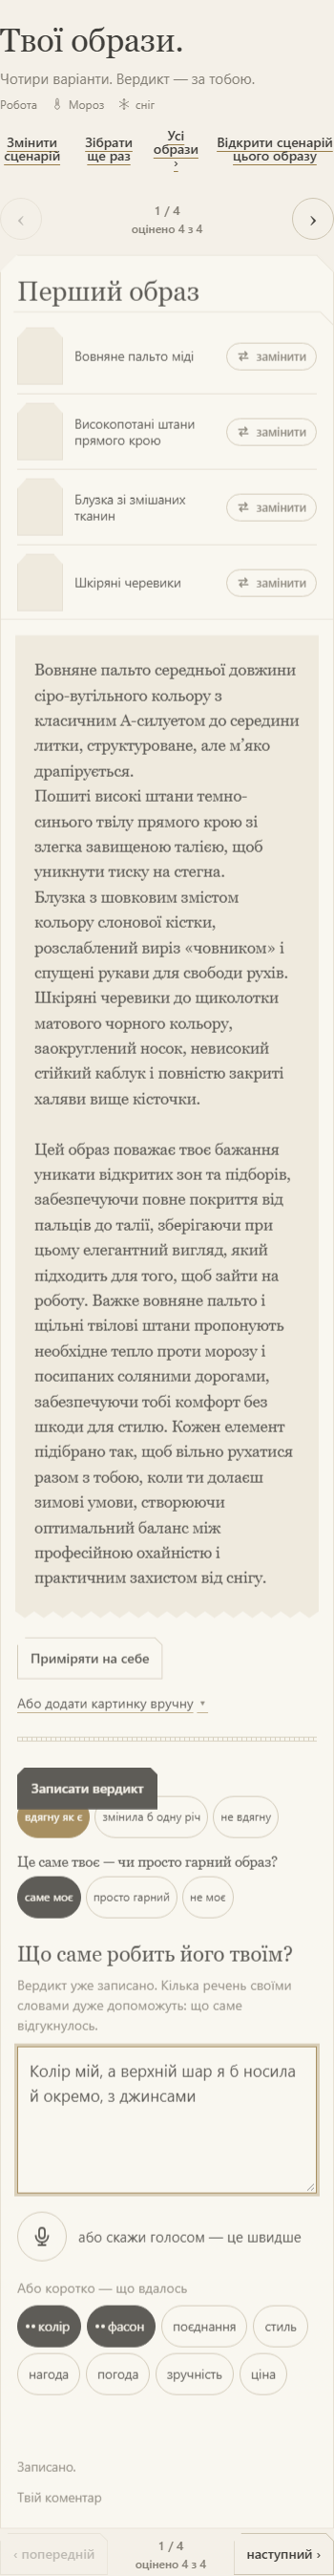 Твої образи.
Чотири варіанти. Вердикт — за тобою.
Робота Мороз сніг
Змінити сценарій
Зібрати ще раз
Усі образи ›
Відкрити сценарій цього образу
‹
1 / 4
оцінено 4 з 4
›
Перший образ
Вовняне пальто міді
⇄ замінити
Високопотані штани
прямого крою
⇄ замінити
Блузка зі змішаних
тканин
⇄ замінити
Шкіряні черевики
⇄ замінити
Вовняне пальто середньої довжини
сіро-вугільного кольору з
класичним А-силуетом до середини
литки, структуроване, але м’яко
драпірується.
Пошиті високі штани темно-
синього твілу прямого крою зі
злегка завищеною талією, щоб
уникнути тиску на стегна.
Блузка з шовковим змістом
кольору слонової кістки,
розслаблений виріз «човником» і
спущені рукави для свободи рухів.
Шкіряні черевики до щиколотки
матового чорного кольору,
заокруглений носок, невисокий
стійкий каблук і повністю закриті
халяви вище кісточки.
Цей образ поважає твоє бажання
уникати відкритих зон та підборів,
забезпечуючи повне покриття від
пальців до талії, зберігаючи при
цьому елегантний вигляд, який
підходить для того, щоб зайти на
роботу. Важке вовняне пальто і
щільні твілові штани пропонують
необхідне тепло проти морозу і
посипаних соляними дорогами,
забезпечуючи тобі комфорт без
шкоди для стилю. Кожен елемент
підібрано так, щоб вільно рухатися
разом з тобою, коли ти долаєш
зимові умови, створюючи
оптимальний баланс між
професійною охайністю і
практичним захистом від снігу.
Приміряти на себе
Або додати картинку вручну ▾
Записати вердикт
вдягну як є змінила б одну річ не вдягну
Це саме твоє — чи просто гарний образ?
саме моє просто гарний не моє
Що саме робить його твоїм?
Вердикт уже записано. Кілька речень своїми
словами дуже допоможуть: що саме
відгукнулось.
Колір мій, а верхній шар я б носила
й окремо, з джинсами
або скажи голосом — це швидше
Або коротко — що вдалось
колір фасон поєднання стиль
нагода погода зручність ціна
Записано.
Твій коментар
‹ попередній
1 / 4
оцінено 4 з 4
наступний ›